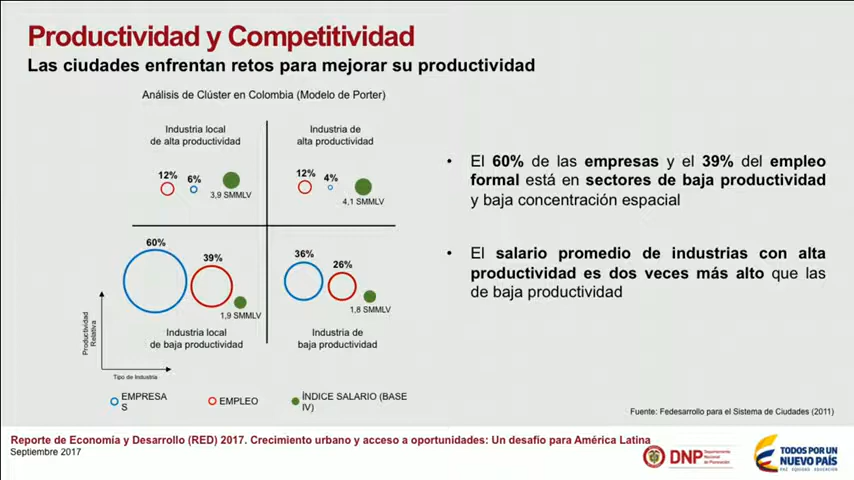 Productividad y Competitividad
Las ciudades enfrentan retos para mejorar su productividad
Análisis de Clúster en Colombia (Modelo de Porter)
Industria local
de alta productividad
Industria de
alta productividad
12%
6%
3,9 SMMLV
12%
4%
4,1 SMMLV
60%
39%
1,9 SMMLV
36%
26%
1,8 SMMLV
Industria local
de baja productividad
Industria de
baja productividad
Productividad
Relativa
Tipo de Industria
EMPRESA
S
EMPLEO
ÍNDICE SALARIO (BASE
IV)
• El 60% de las empresas y el 39% del empleo
formal está en sectores de baja productividad
y baja concentración espacial
• El salario promedio de industrias con alta
productividad es dos veces más alto que las
de baja productividad
Fuente: Fedesarrollo para el Sistema de Ciudades (2011)
Reporte de Economía y Desarrollo (RED) 2017. Crecimiento urbano y acceso a oportunidades: Un desafío para América Latina
Septiembre 2017
DNP
Departamento
Nacional
de Planeación
TODOS POR UN
NUEVO PAÍS
PAZ EQUIDAD EDUCACIÓN